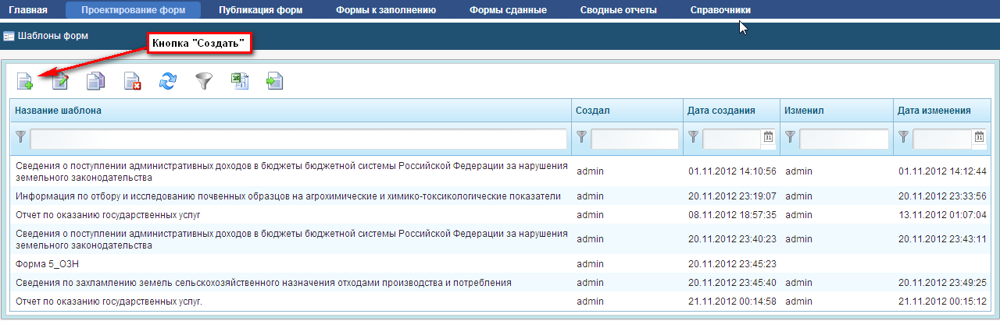 Главная Проектирование форм Публикация форм Формы к заполнению Формы сданные Сводные отчеты Справочники
Шаблоны форм
Кнопка "Создать"
Название шаблона Создал Дата создания Изменил Дата изменения
31 31
Сведения о поступлении административных доходов в бюджеты бюджетной системы Российской Федерации за нарушения
земельного законодательства
admin 01.11.2012 14:10:56 admin 01.11.2012 14:12:44
Информация по отбору и исследованию почвенных образцов на агрохимические и химико-токсикологические показатели admin 20.11.2012 23:19:07 admin 20.11.2012 23:33:56
Отчет по оказанию государственных услуг admin 08.11.2012 18:57:35 admin 13.11.2012 01:07:04
Сведения о поступлении административных доходов в бюджеты бюджетной системы Российской Федерации за нарушения
земельного законодательства
admin 20.11.2012 23:40:23 admin 20.11.2012 23:43:11
Форма 5_ОЗН admin 20.11.2012 23:45:23
Сведения по захламлению земель сельскохозяйственного назначения отходами производства и потребления admin 20.11.2012 23:45:40 admin 20.11.2012 23:49:25
Отчет по оказанию государственных услуг. admin 21.11.2012 00:14:58 admin 21.11.2012 00:15:12